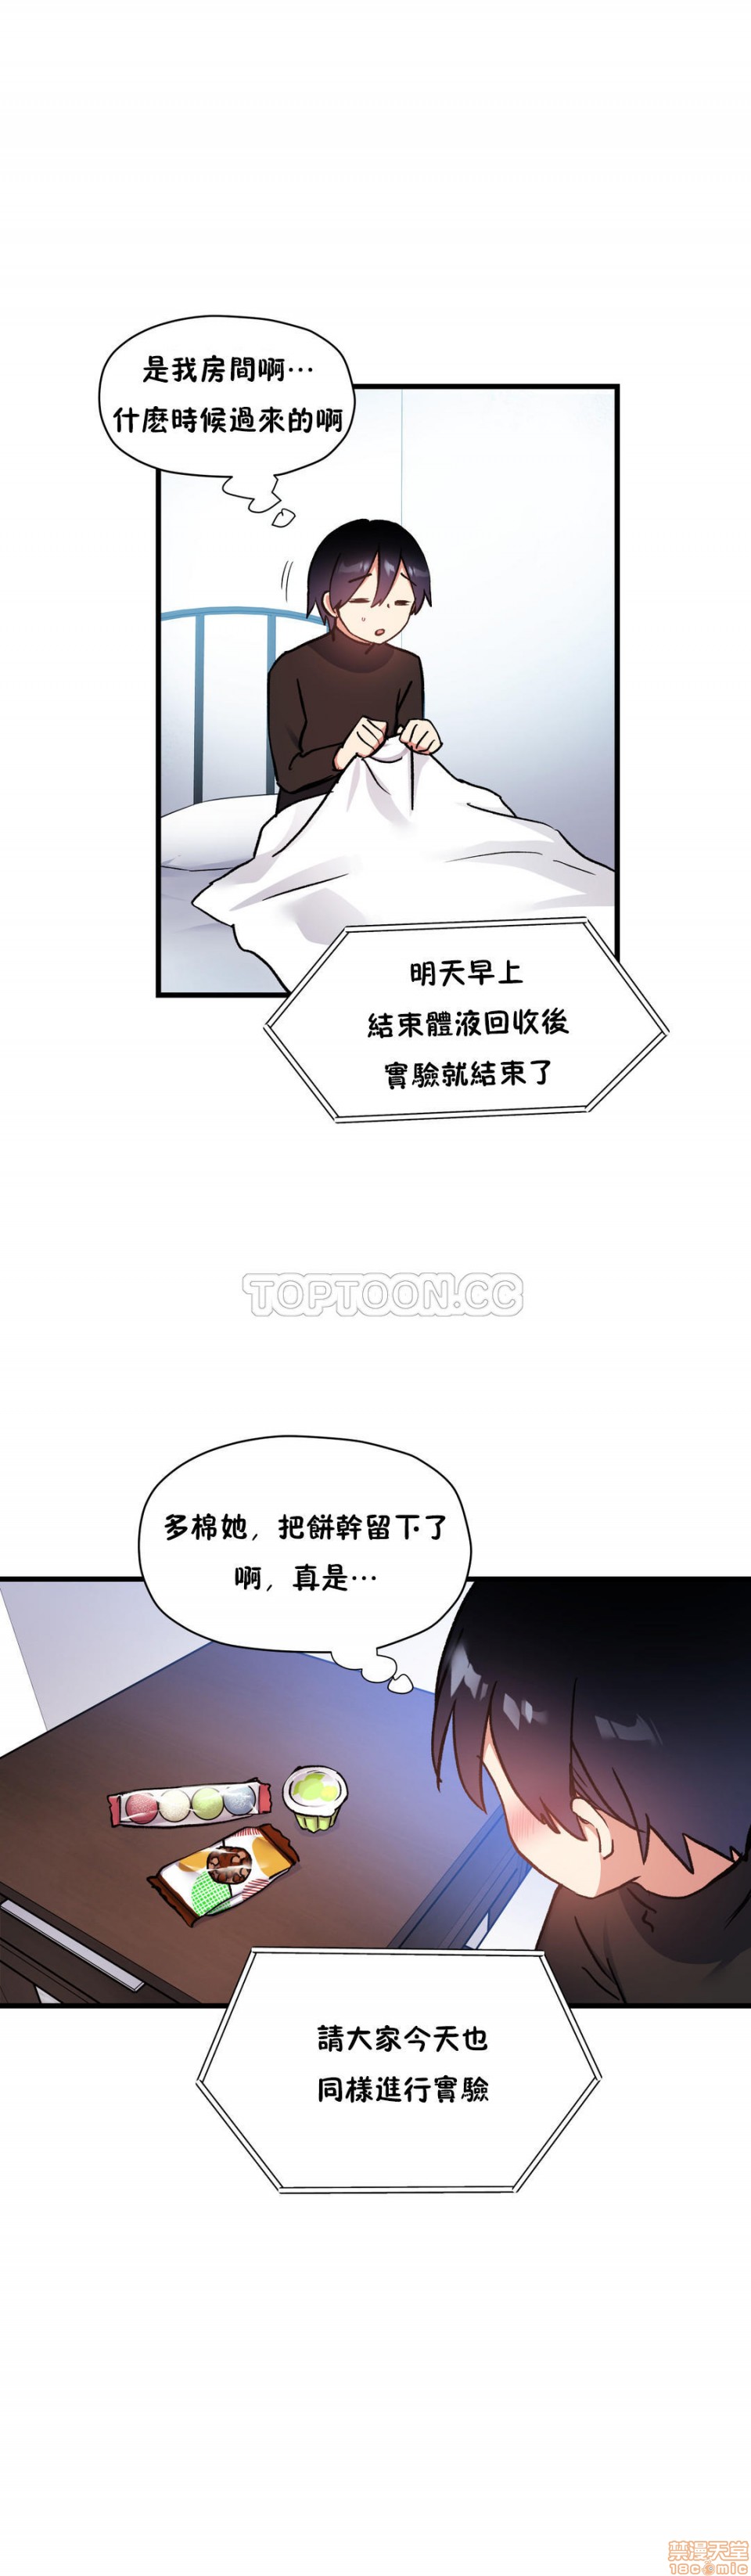 是我房間啊…
什麼時候過來的啊
明天早上
結束體液回收後
實驗就結束了
TOPTOON.CC
多棉她，把餅幹留下了
啊，真是…
請大家今天也
同樣進行實驗
禁漫天堂
18comic